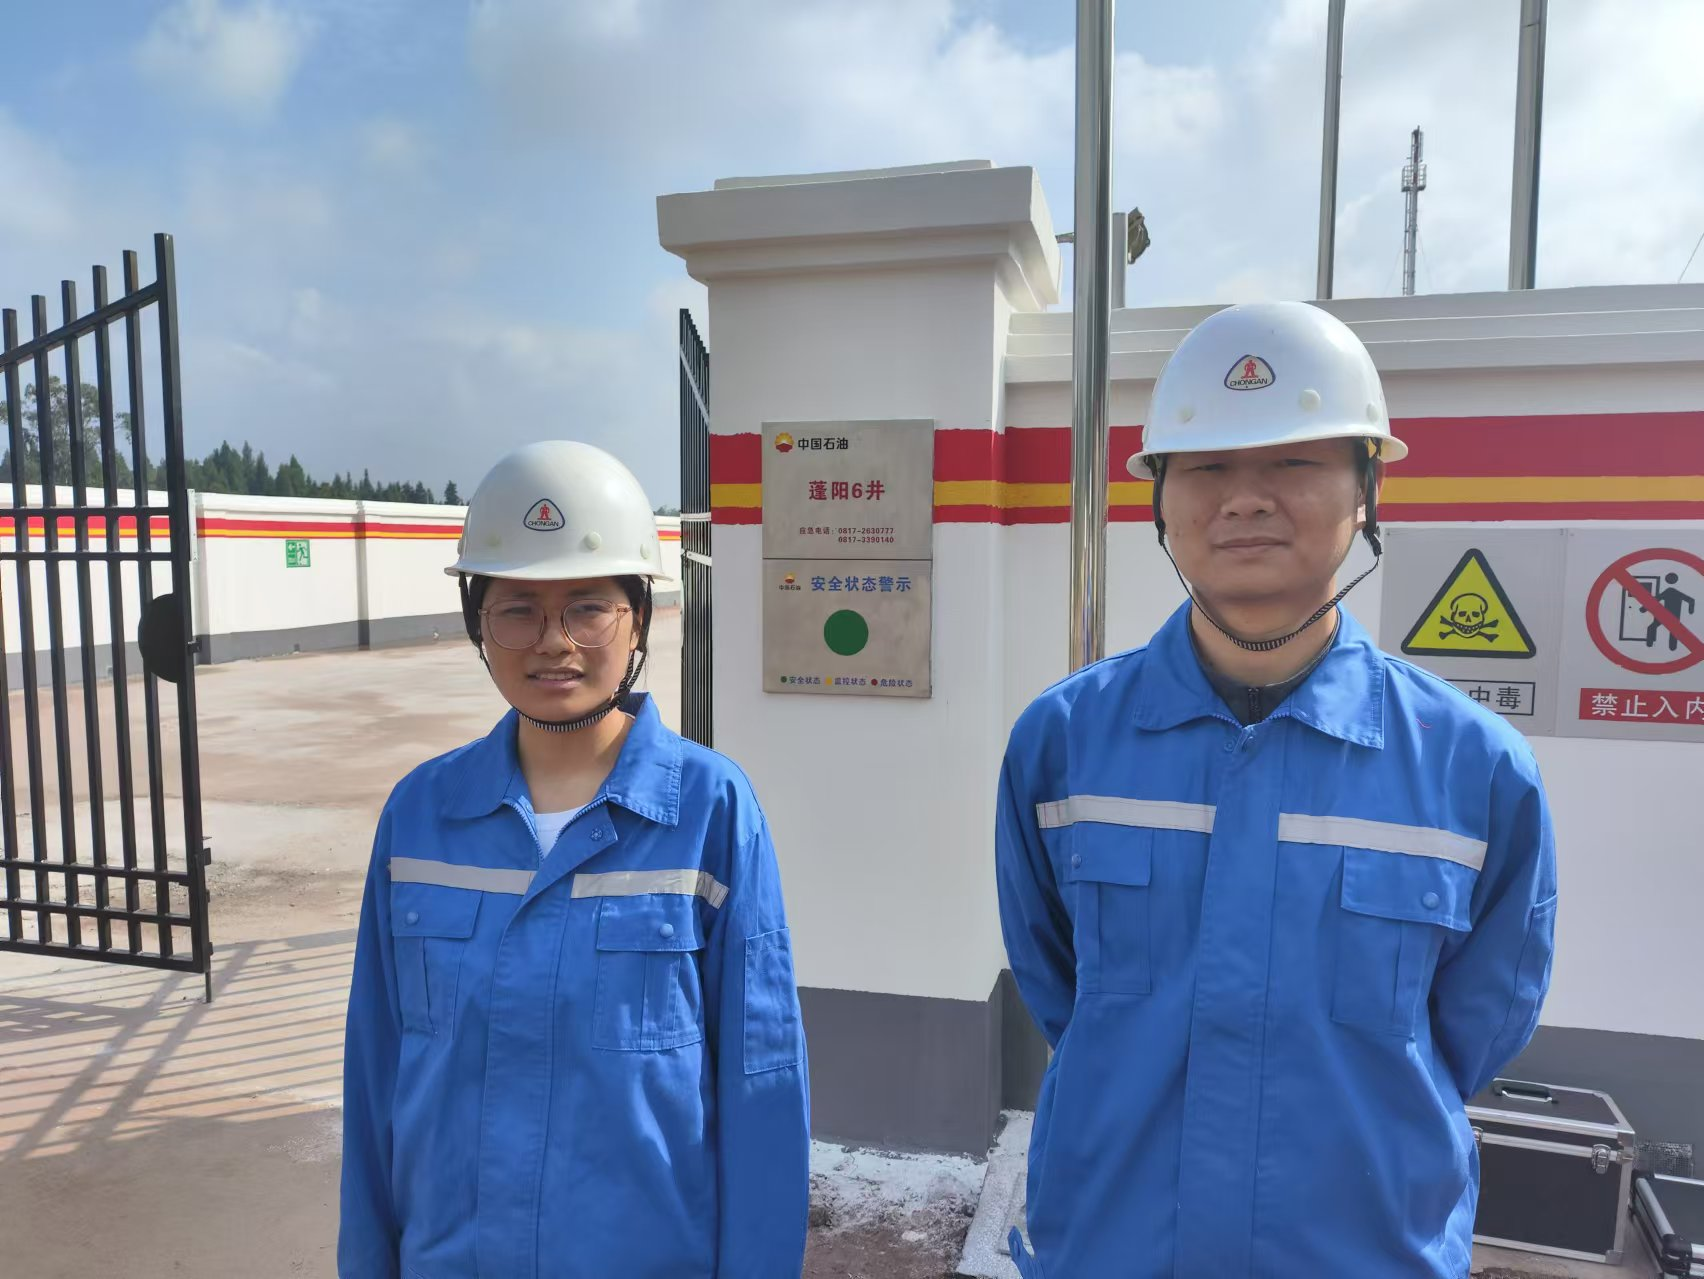 中国石油
蓬阳6井
应急电话：0817-2630777
0817-3390140
中国石油
安全状态警示
安全状态 监控状态 危险状态
CHONGAN
CHONGAN
中毒
禁止入内